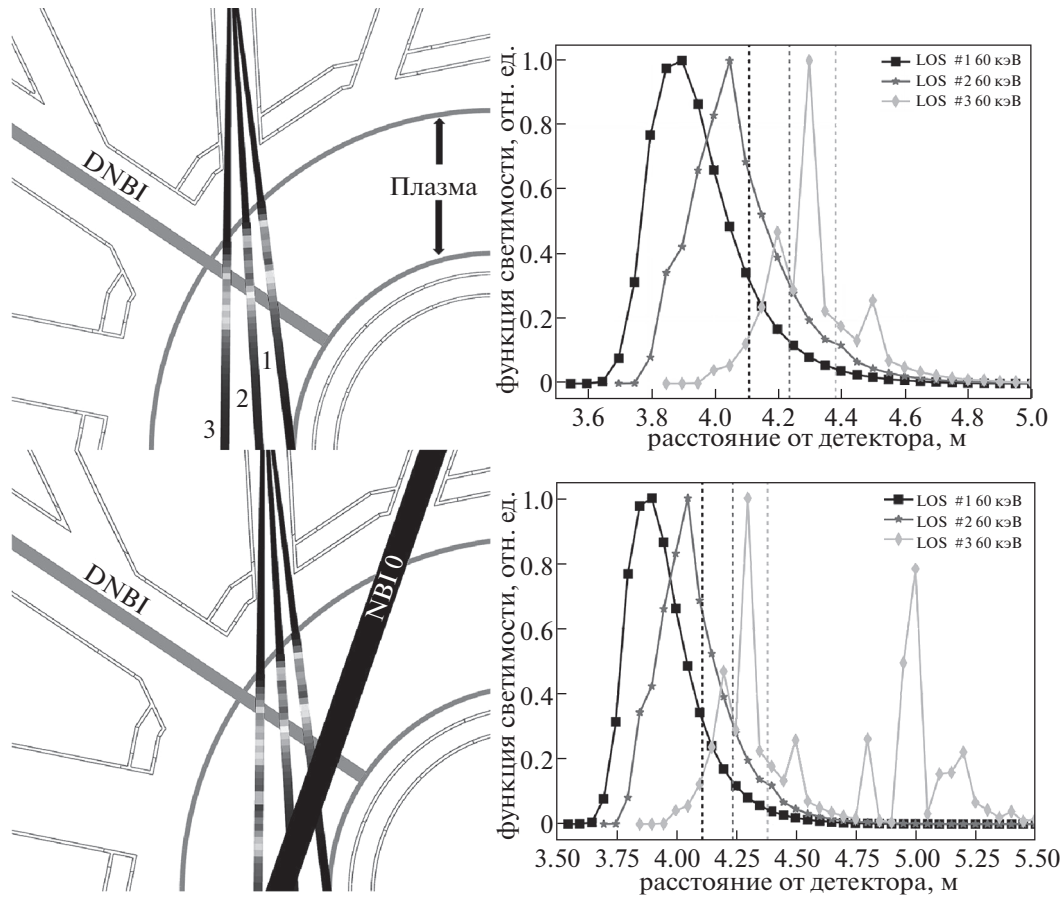 DNBI
Плазма
1
2
3
функция светимости, отн. ед.
1.0
0.8
0.6
0.4
0.2
0
LOS #1 60 кэВ
LOS #2 60 кэВ
LOS #3 60 кэВ
3.6 3.8 4.0 4.2 4.4 4.6 4.8 5.0
расстояние от детектора, м
DNBI
NBI 0
функция светимости, отн. ед.
1.0
0.8
0.6
0.4
0.2
0
LOS #1 60 кэВ
LOS #2 60 кэВ
LOS #3 60 кэВ
3.50 3.75 4.00 4.25 4.50 4.75 5.00 5.25 5.50
расстояние от детектора, м